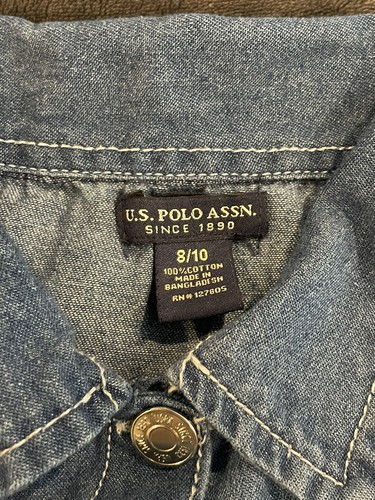 U.S. POLO ASSN.
SINCE 1890
8/10
100% COTTON
MADE IN
BANGLADESH
RN# 127805